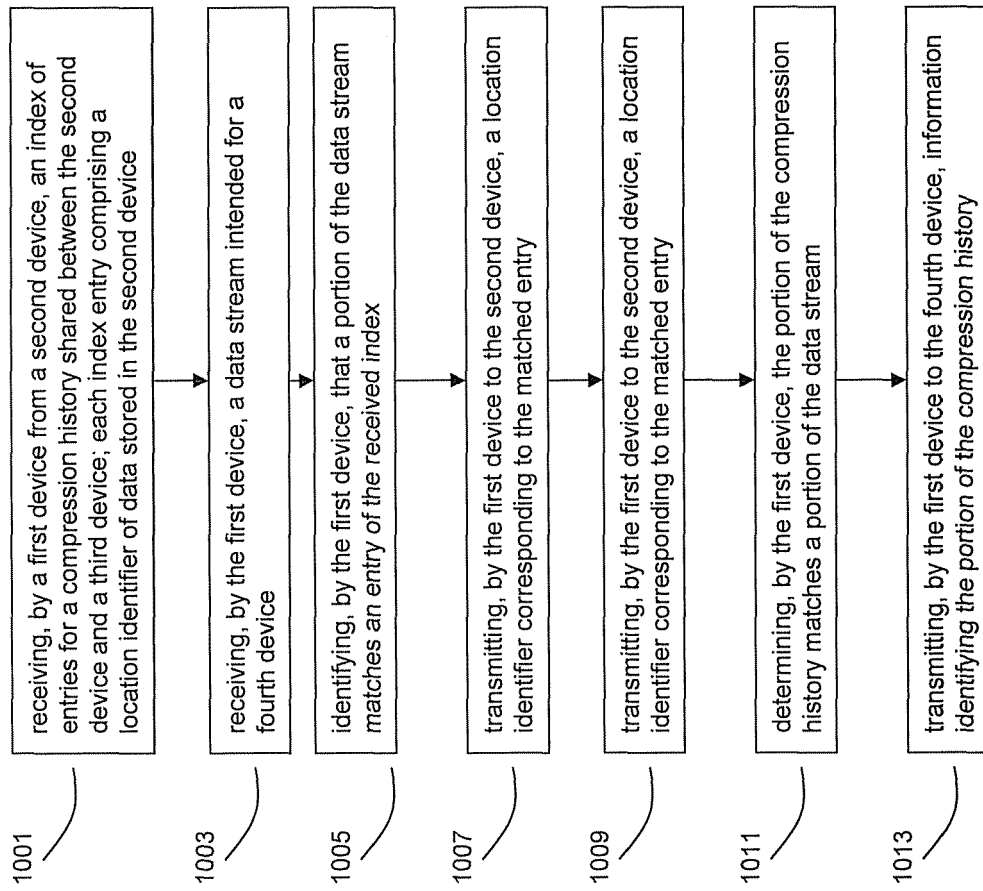 1001
receiving, by a first device from a second device, an index of
entries for a compression history shared between the second
device and a third device; each index entry comprising a
location identifier of data stored in the second device
1003
receiving, by the first device, a data stream intended for a
fourth device
1005
identifying, by the first device, that a portion of the data stream
matches an entry of the received index
1007
transmitting, by the first device to the second device, a location
identifier corresponding to the matched entry
1009
transmitting, by the first device to the second device, a location
identifier corresponding to the matched entry
1011
determining, by the first device, the portion of the compression
history matches a portion of the data stream
1013
transmitting, by the first device to the fourth device, information
identifying the portion of the compression history